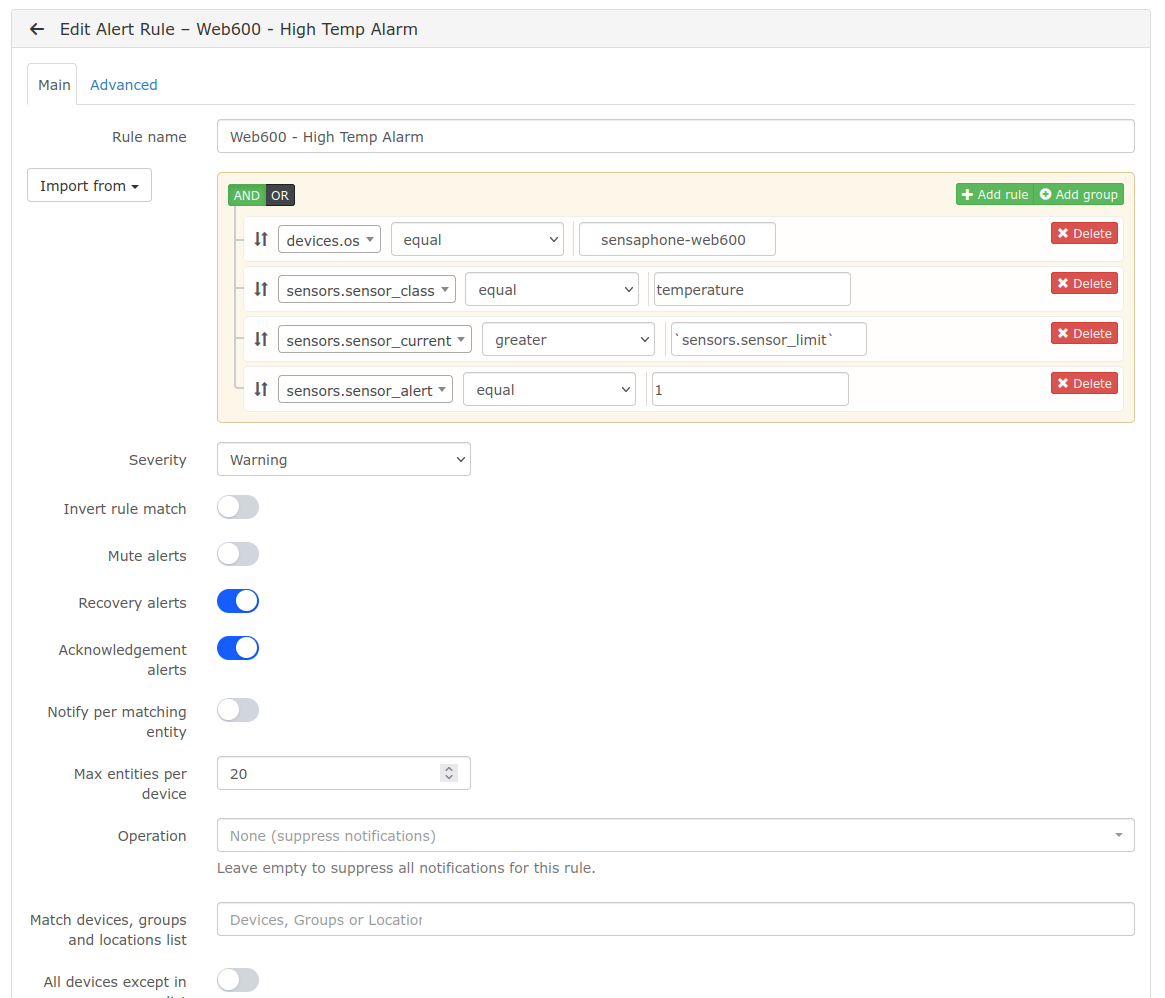 Edit Alert Rule – Web600 - High Temp Alarm
Main Advanced
Rule name Web600 - High Temp Alarm
Import from
AND OR Add rule Add group
devices.os equal sensaphone-web600 Delete
sensors.sensor_class equal temperature Delete
sensors.sensor_current greater `sensors.sensor_limit` Delete
sensors.sensor_alert equal 1 Delete
Severity Warning
Invert rule match
Mute alerts
Recovery alerts
Acknowledgement
alerts
Notify per matching
entity
Max entities per 20
device
Operation None (suppress notifications)
Leave empty to suppress all notifications for this rule.
Match devices, groups Devices, Groups or Location
and locations list
All devices except in